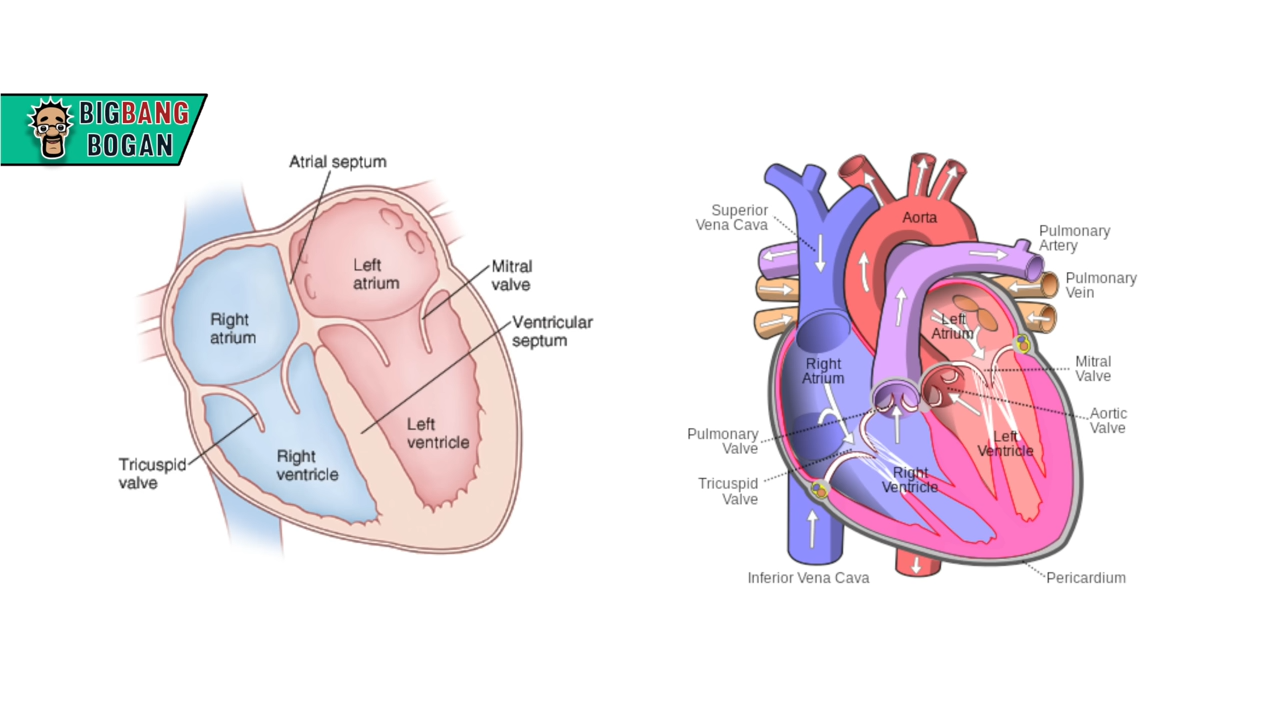 BIGBANG
BOGAN
Atrial septum
Left
atrium
Mitral
valve
Right
atrium
Ventricular
septum
Left
ventricle
Tricuspid
valve
Right
ventricle
Superior
Vena Cava
Aorta
Pulmonary
Artery
Pulmonary
Vein
Left
Atrium
Right
Atrium
Mitral
Valve
Aortic
Valve
Pulmonary
Valve
Left
Ventricle
Tricuspid
Valve
Right
Ventricle
Inferior Vena Cava
Pericardium